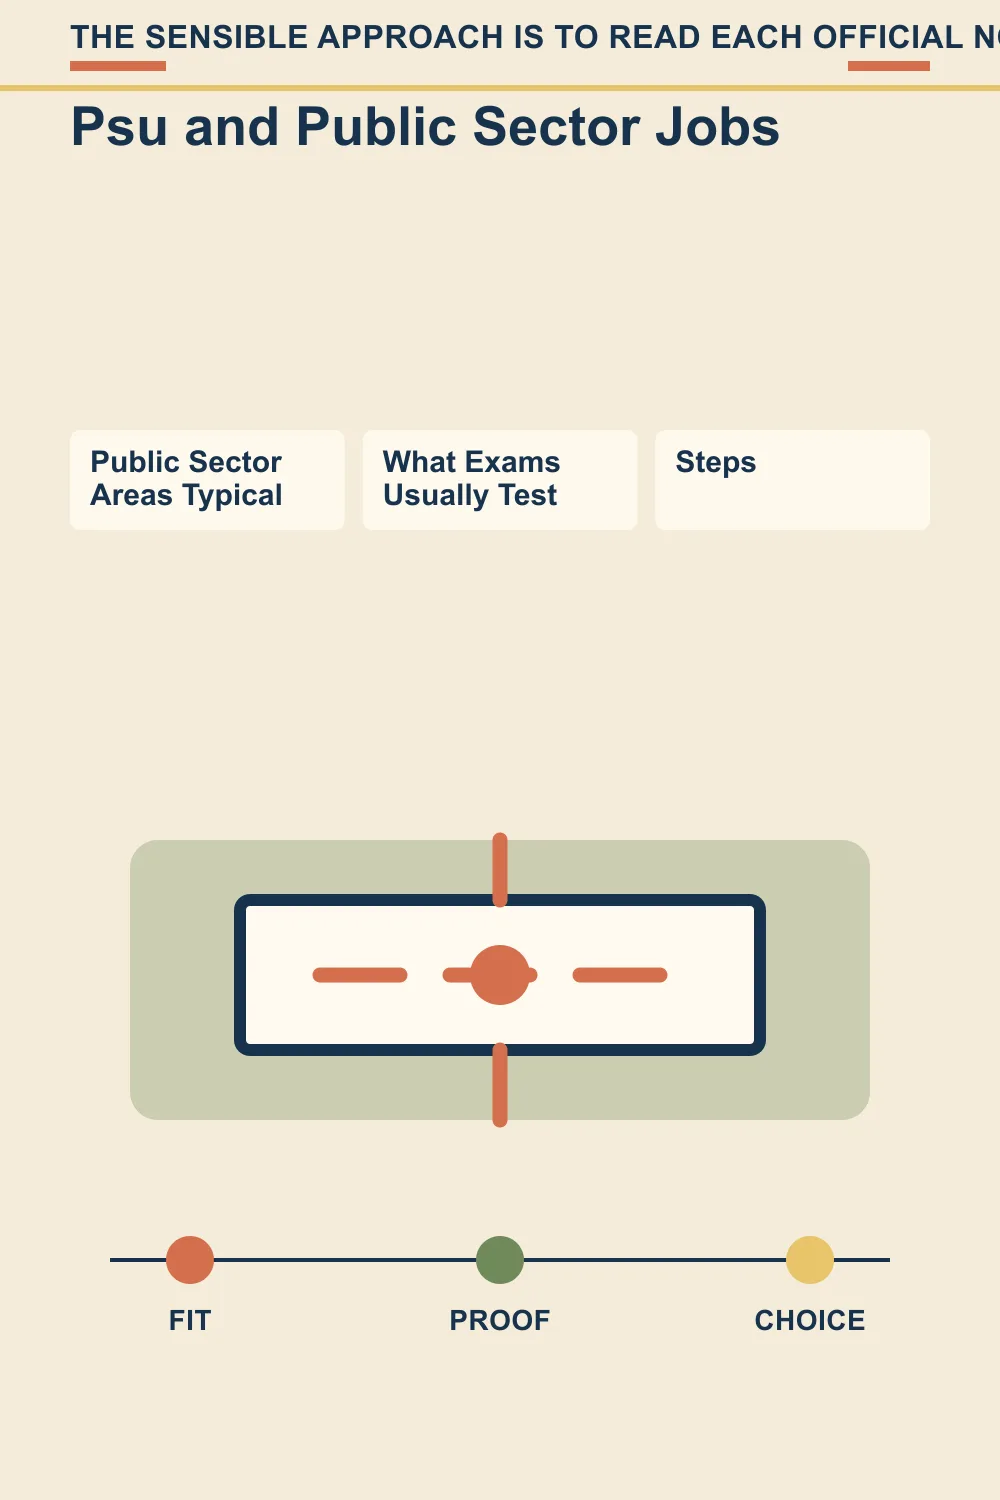 THE SENSIBLE APPROACH IS TO READ EACH OFFICIAL
Psu and Public Sector Jobs
Public Sector
Areas Typical
What Exams
Usually Test
Steps
FIT
PROOF
CHOICE